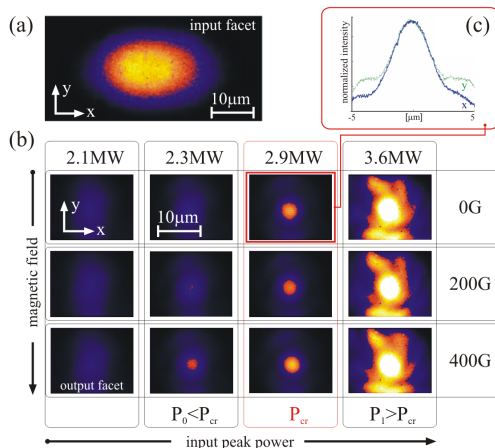 (a)
input facet
y
x
10μm
(c)
normalized intensity
y
x
-5
[μm]
5
(b)
2.1MW
2.3MW
2.9MW
3.6MW
y
x
10μm
0G
200G
400G
magnetic field
output facet
P0<Pcr
Pcr
P1>Pcr
input peak power